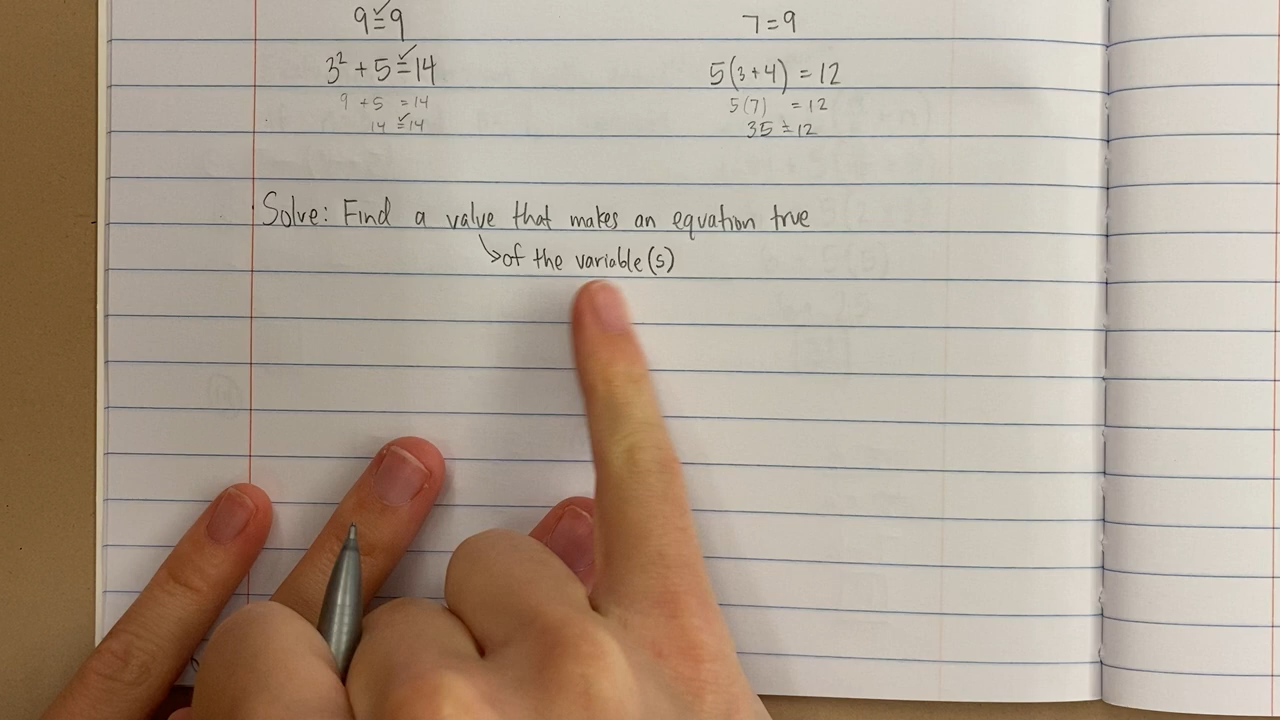 9 ≟ 9
7 = 9
3² + 5 ≟ 14
5(3+4) = 12
9 + 5 = 14
5(7) = 12
14 ≟ 14
35 ≟ 12
Solve: Find a value that makes an equation true
↳ of the variable(s)